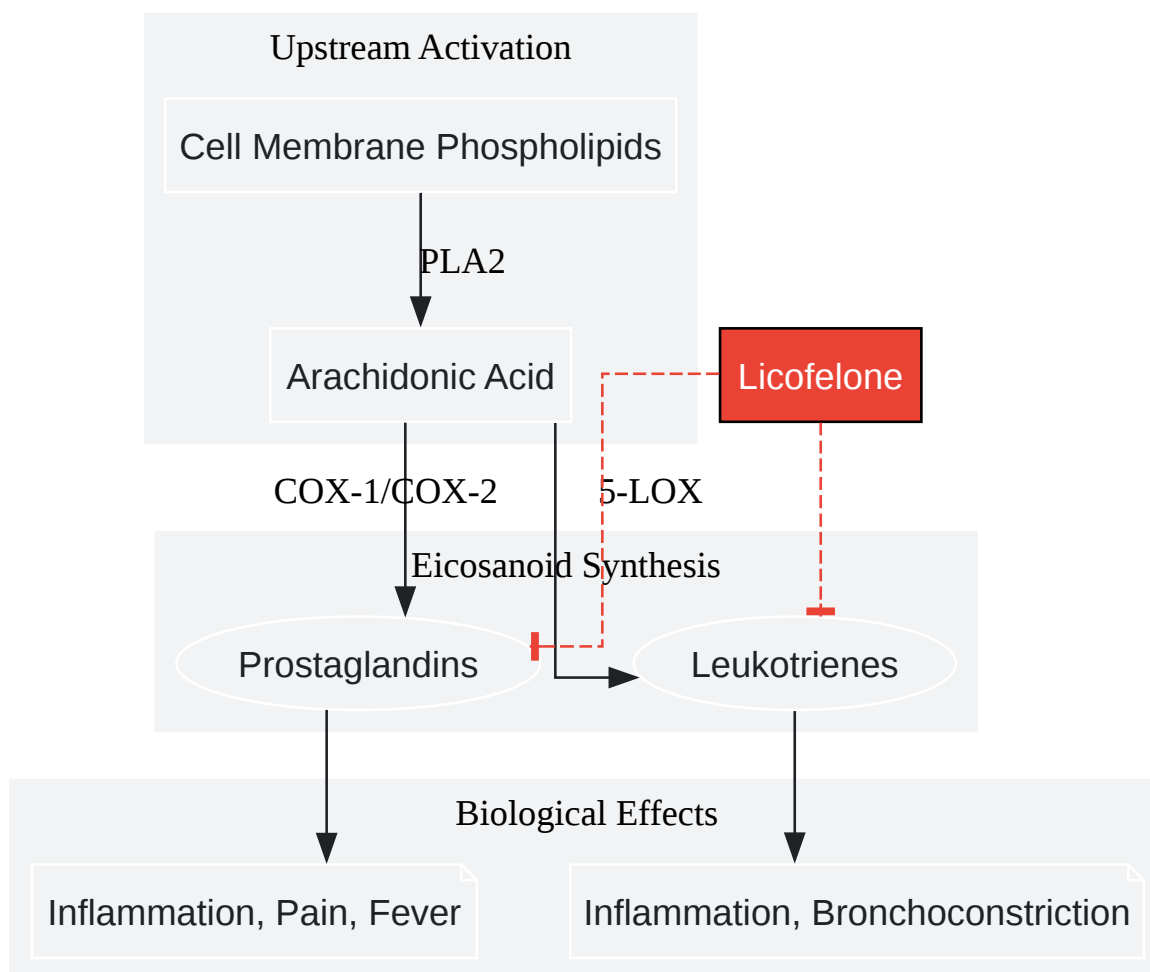 Upstream Activation
Cell Membrane Phospholipids
PLA2
Arachidonic Acid
Licofelone
COX-1/COX-2
5-LOX
Eicosanoid Synthesis
Prostaglandins
Leukotrienes
Biological Effects
Inflammation, Pain, Fever
Inflammation, Bronchoconstriction